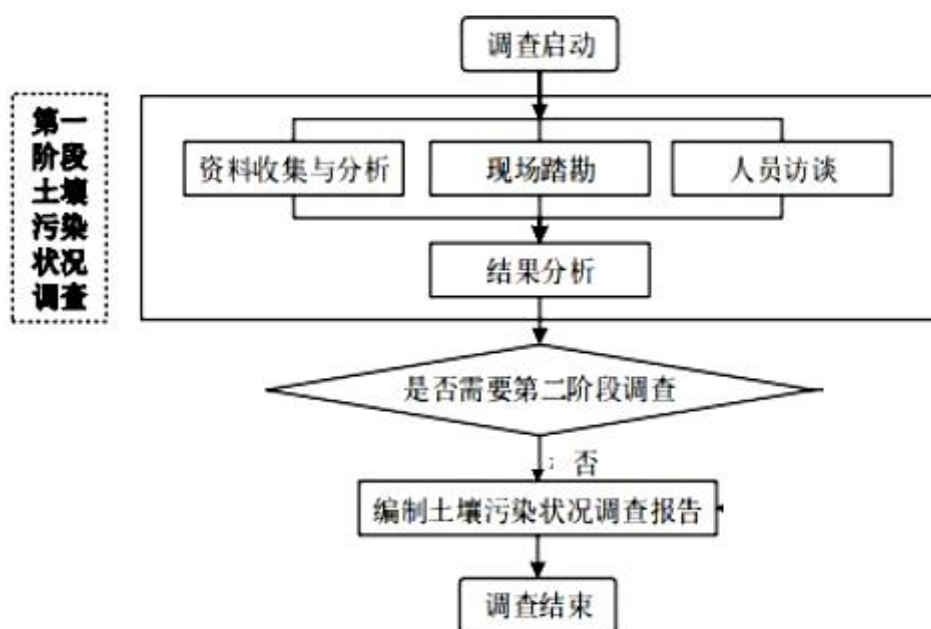 调查启动
第一
阶段
土壤
污染
状况
调查
资料收集与分析
现场踏勘
人员访谈
结果分析
是否需要第二阶段调查
否
编制土壤污染状况调查报告
调查结束